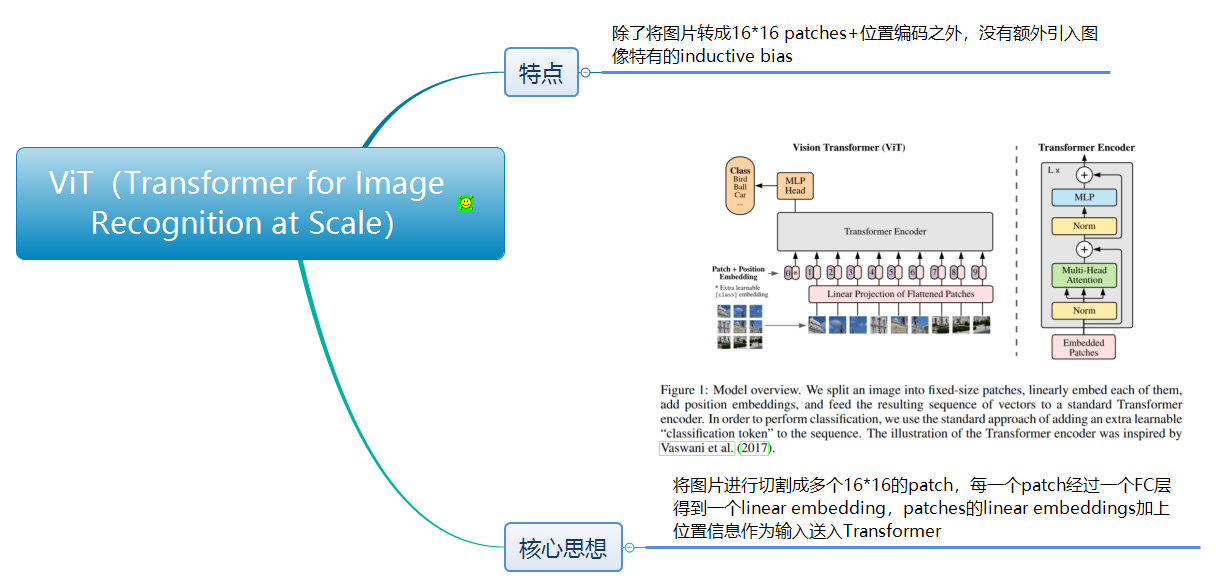 除了将图片转成16*16 patches+位置编码之外，没有额外引入图
像特有的inductive bias
特点
ViT（Transformer for Image
Recognition at Scale）
Vision Transformer (ViT)
Class
Bird
Ball
Car
...
MLP
Head
Transformer Encoder
Patch + Position
Embedding
* Extra learnable
[class] embedding
0 * 1 2 3 4 5 6 7 8 9
Linear Projection of Flattened Patches
Transformer Encoder
L ×
+
MLP
Norm
+
Multi-Head
Attention
Norm
Embedded
Patches
Figure 1: Model overview. We split an image into fixed-size patches, linearly embed each of them,
add position embeddings, and feed the resulting sequence of vectors to a standard Transformer
encoder. In order to perform classification, we use the standard approach of adding an extra learnable
“classification token” to the sequence. The illustration of the Transformer encoder was inspired by
Vaswani et al. (2017).
将图片进行切割成多个16*16的patch，每一个patch经过一个FC层
得到一个linear embedding，patches的linear embeddings加上
位置信息作为输入送入Transformer
核心思想